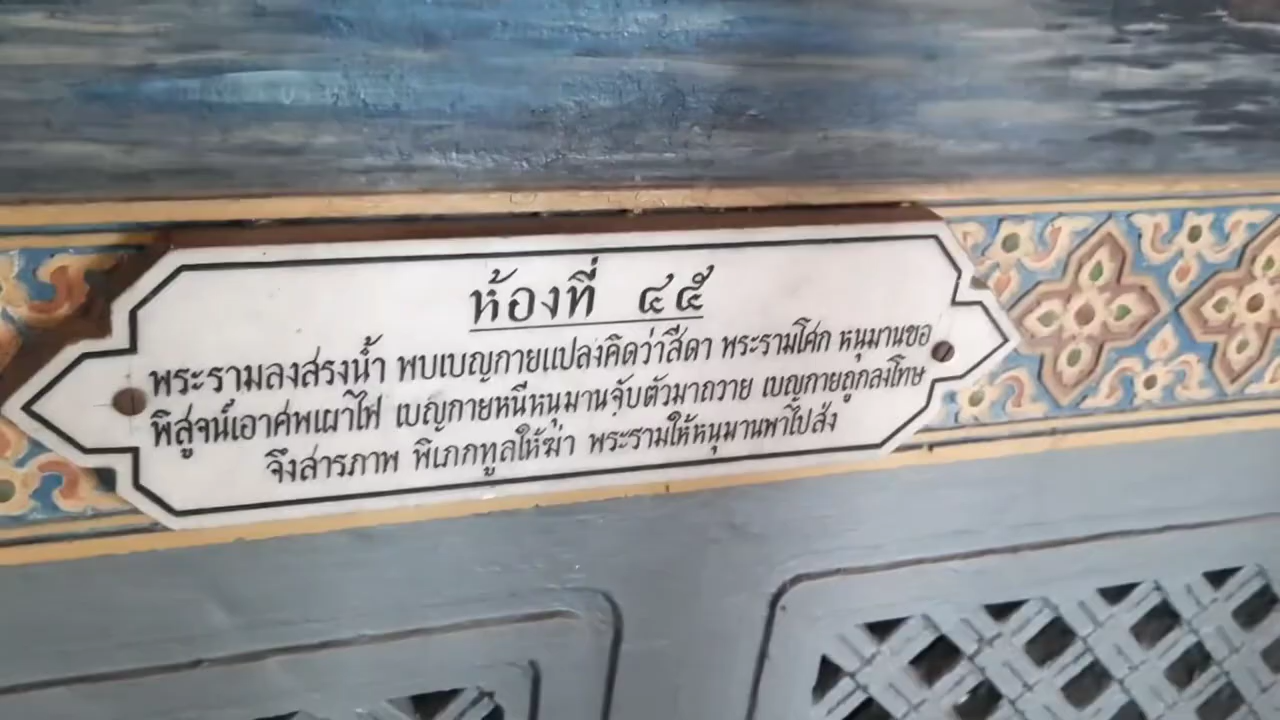 ห้องที่ ๔๕
พระรามลงสรงน้ำ พบเบญกายแปลงคิดว่าสีดา พระรามโศก หนุมานขอ
พิสูจน์เอาศพเผาไฟ เบญกายหนีหนุมานจับตัวมาถวาย เบญกายถูกลงโทษ
จึงสารภาพ พิเภกทูลให้ฆ่า พระรามให้หนุมานพาไปส่ง